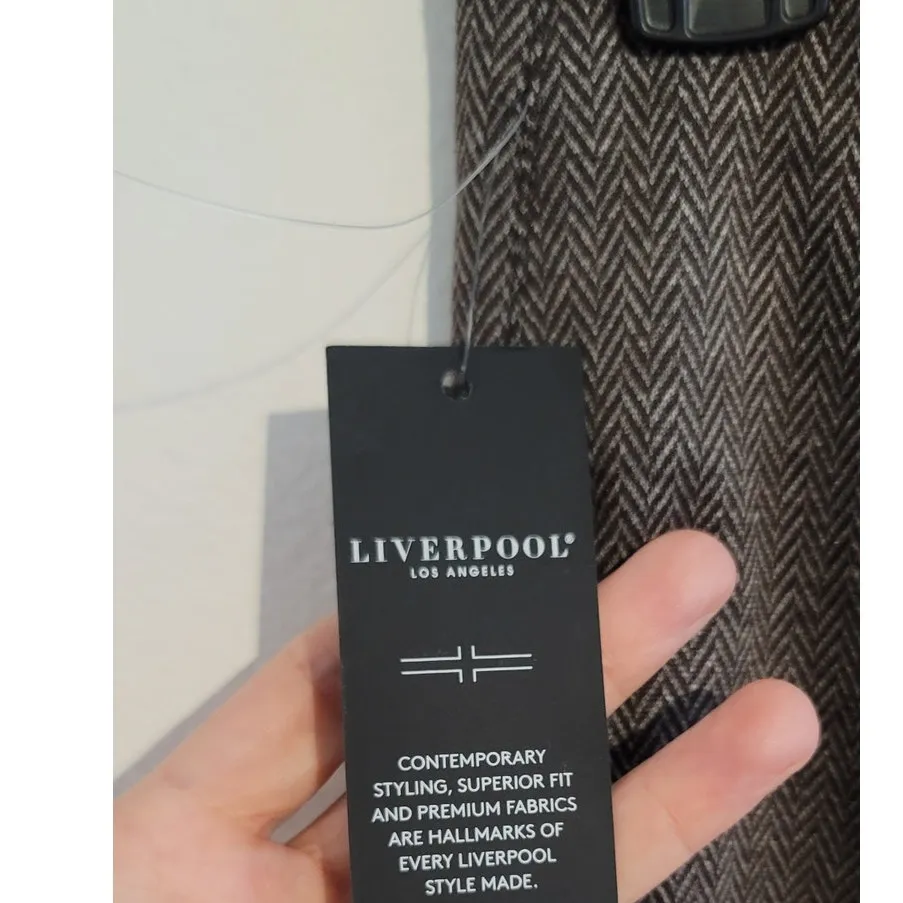 LIVERPOOL®
LOS ANGELES
CONTEMPORARY
STYLING, SUPERIOR FIT
AND PREMIUM FABRICS
ARE HALLMARKS OF
EVERY LIVERPOOL
STYLE MADE.